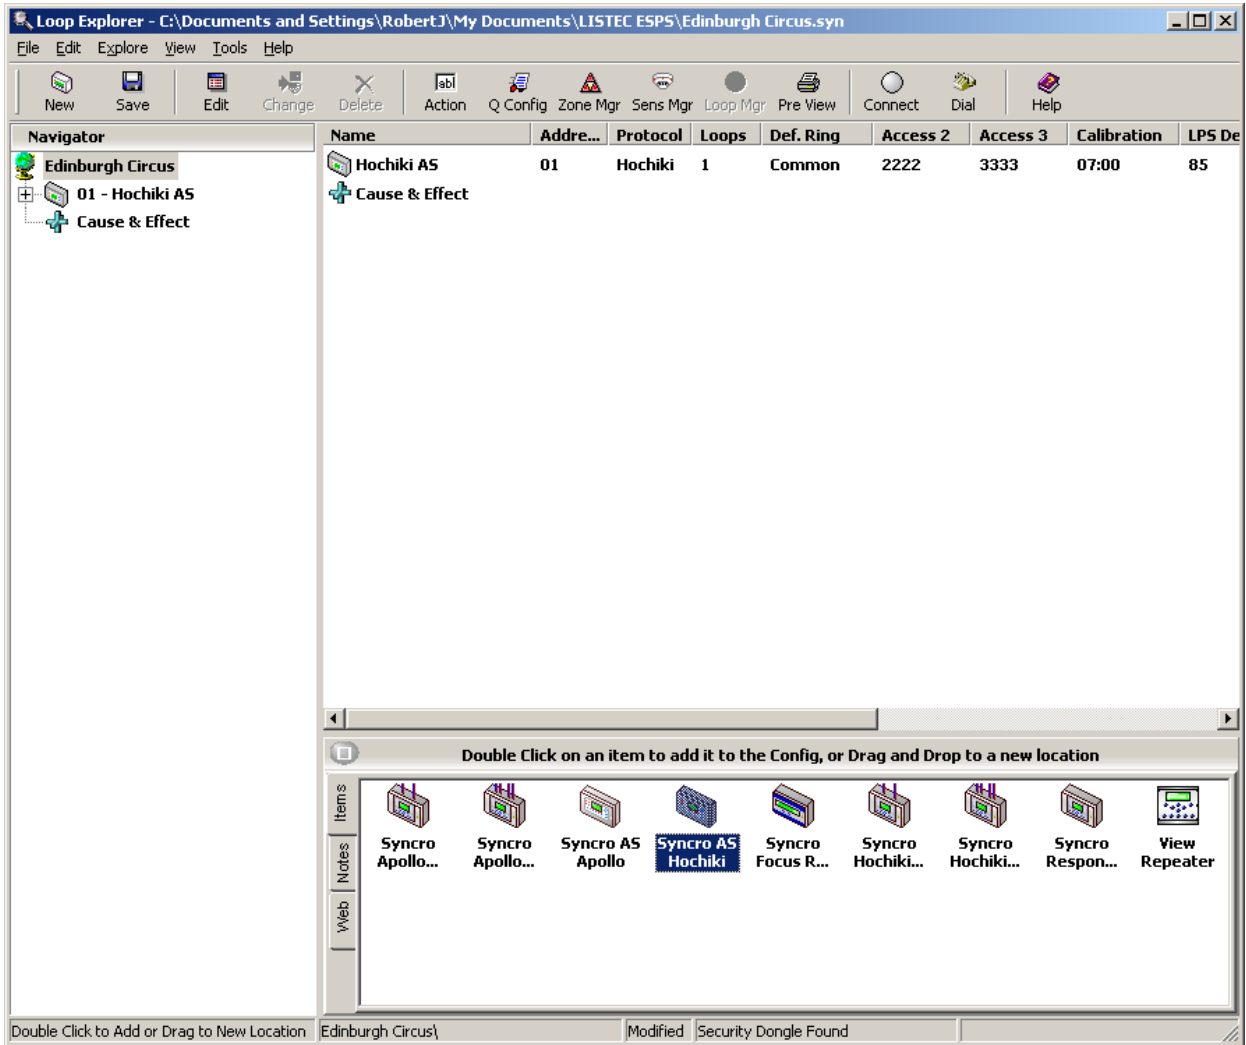 Loop Explorer - C:\Documents and Settings\RobertJ\My Documents\LISTEC ESPS\Edinburgh Circus.syn
File Edit Explore View Tools Help
New Save Edit Change Delete Action Q Config Zone Mgr Sens Mgr Loop Mgr Pre View Connect Dial Help
Navigator
Edinburgh Circus
01 - Hochiki AS
Cause & Effect
Name Addre... Protocol Loops Def. Ring Access 2 Access 3 Calibration LPS De
Hochiki AS 01 Hochiki 1 Common 2222 3333 07:00 85
Cause & Effect
Double Click on an item to add it to the Config, or Drag and Drop to a new location
Items
Notes
Web
Syncro Apollo...
Syncro Apollo...
Syncro AS Apollo
Syncro AS Hochiki
Syncro Focus R...
Syncro Hochiki...
Syncro Hochiki...
Syncro Respon...
View Repeater
Double Click to Add or Drag to New Location Edinburgh Circus\ Modified Security Dongle Found